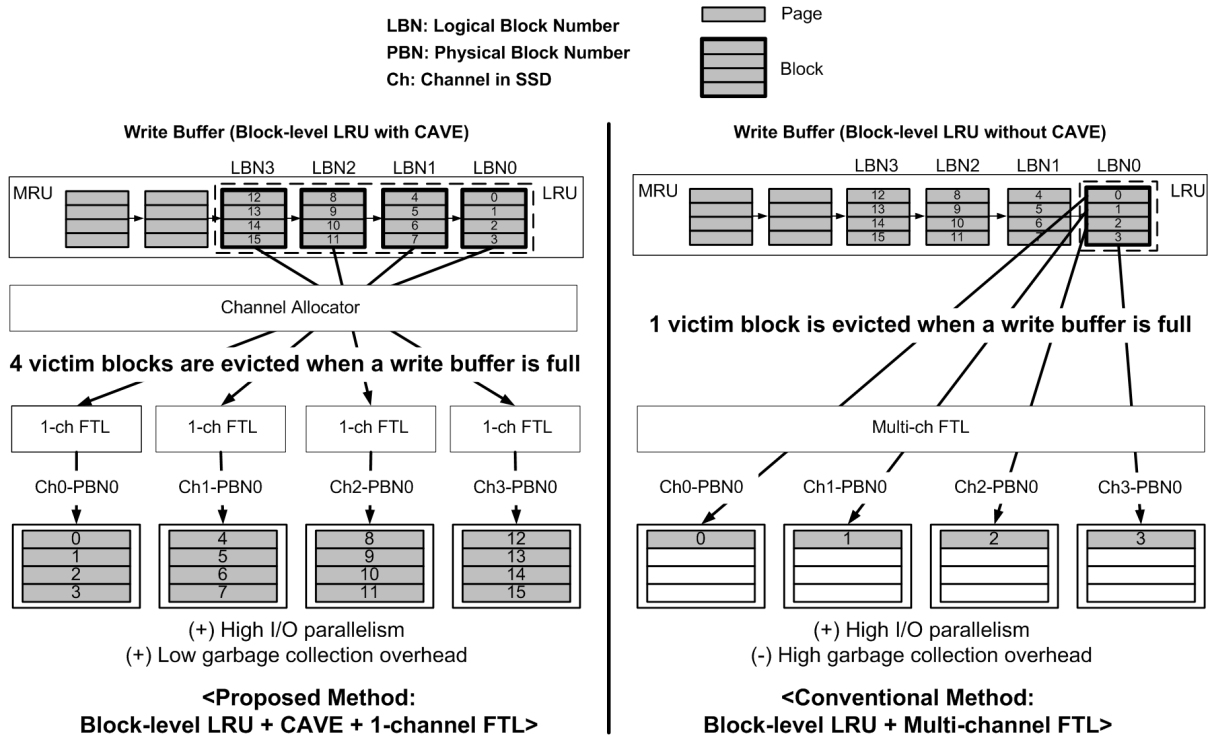 LBN: Logical Block Number
PBN: Physical Block Number
Ch: Channel in SSD
Page
Block
Write Buffer (Block-level LRU with CAVE)
LBN3 LBN2 LBN1 LBN0
MRU LRU
12 8 4 0
13 9 5 1
14 10 6 2
15 11 7 3
Channel Allocator
4 victim blocks are evicted when a write buffer is full
1-ch FTL 1-ch FTL 1-ch FTL 1-ch FTL
Ch0-PBN0 Ch1-PBN0 Ch2-PBN0 Ch3-PBN0
0 4 8 12
1 5 9 13
2 6 10 14
3 7 11 15
(+) High I/O parallelism
(+) Low garbage collection overhead
<Proposed Method:
Block-level LRU + CAVE + 1-channel FTL>
Write Buffer (Block-level LRU without CAVE)
LBN3 LBN2 LBN1 LBN0
MRU LRU
12 8 4 0
13 9 5 1
14 10 6 2
15 11 3
1 victim block is evicted when a write buffer is full
Multi-ch FTL
Ch0-PBN0 Ch1-PBN0 Ch2-PBN0 Ch3-PBN0
0 1 2 3
(+) High I/O parallelism
(-) High garbage collection overhead
<Conventional Method:
Block-level LRU + Multi-channel FTL>